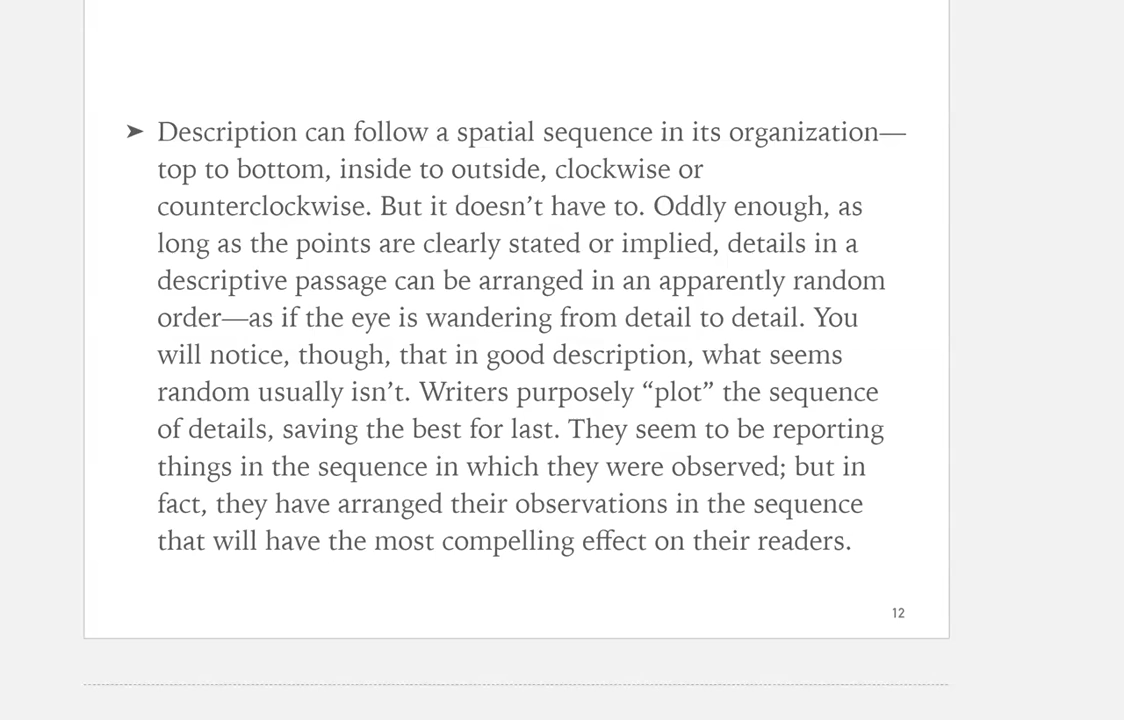 ➤ Description can follow a spatial sequence in its organization—
top to bottom, inside to outside, clockwise or
counterclockwise. But it doesn’t have to. Oddly enough, as
long as the points are clearly stated or implied, details in a
descriptive passage can be arranged in an apparently random
order—as if the eye is wandering from detail to detail. You
will notice, though, that in good description, what seems
random usually isn’t. Writers purposely “plot” the sequence
of details, saving the best for last. They seem to be reporting
things in the sequence in which they were observed; but in
fact, they have arranged their observations in the sequence
that will have the most compelling effect on their readers.
12